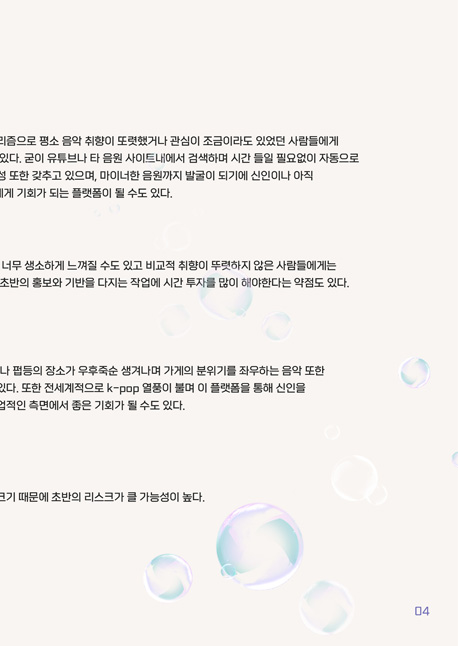 리즘으로 평소 음악 취향이 또렷했거나 관심이 조금이라도 있었던 사람들에게
있다. 굳이 유튜브나 타 음원 사이트내에서 검색하며 시간 들일 필요없이 자동으로
성 또한 갖추고 있으며, 마이너한 음원까지 발굴이 되기에 신인이나 아직
에게 기회가 되는 플랫폼이 될 수도 있다.
너무 생소하게 느껴질 수도 있고 비교적 취향이 뚜렷하지 않은 사람들에게는
초반의 홍보와 기반을 다지는 작업에 시간 투자를 많이 해야한다는 약점도 있다.
나 펍등의 장소가 우후죽순 생겨나며 가게의 분위기를 좌우하는 음악 또한
있다. 또한 전세계적으로 k-pop 열풍이 불며 이 플랫폼을 통해 신인을
업적인 측면에서 좋은 기회가 될 수도 있다.
크기 때문에 초반의 리스크가 클 가능성이 높다.
04